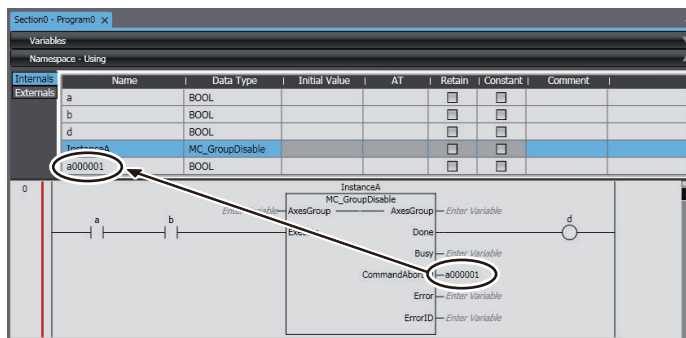 Section0 - Program0 ×
Variables
Namespace - Using
Internals
Externals
Name | Data Type | Initial Value | AT | Retain | Constant | Comment |
a BOOL
b BOOL
d BOOL
InstanceA MC_GroupDisable
a000001 BOOL
0
InstanceA
MC_GroupDisable
Enter Variable AxesGroup AxesGroup Enter Variable
a b Execute Done d
Busy Enter Variable
CommandAborted a000001
Error Enter Variable
ErrorID Enter Variable